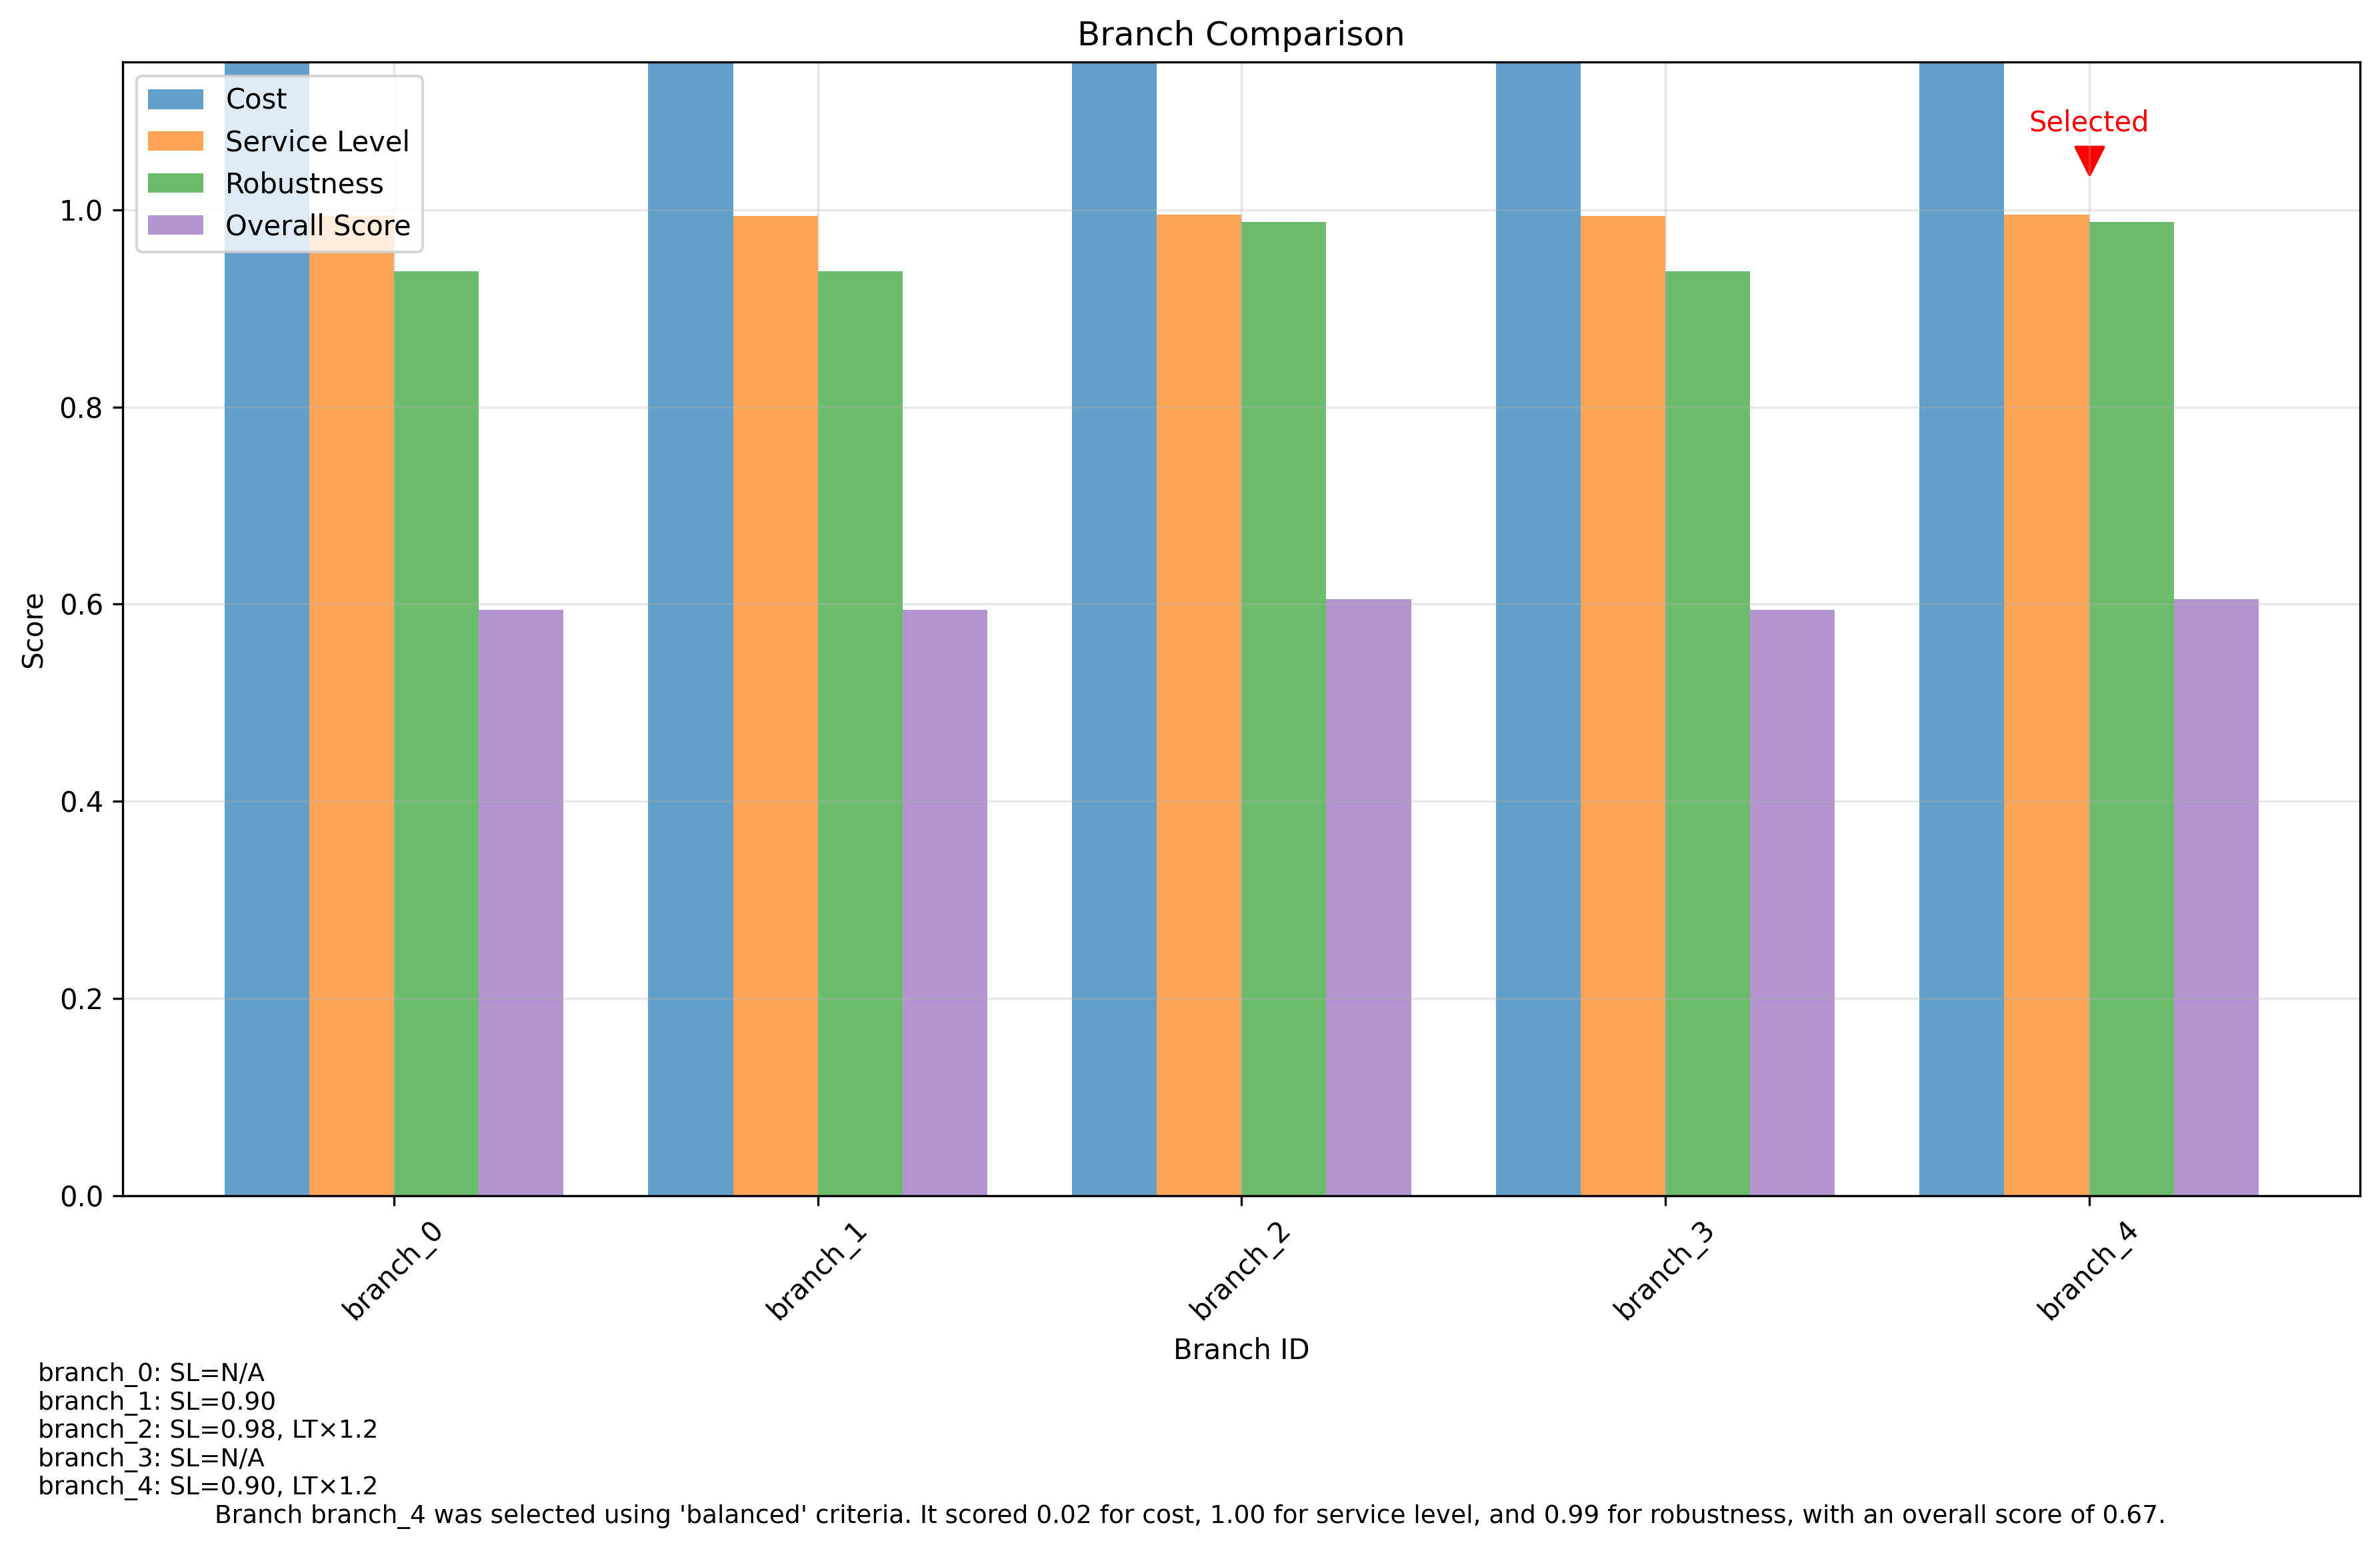 Branch Comparison
Cost
Service Level
Robustness
Overall Score
Selected
Score
1.0
0.8
0.6
0.4
0.2
0.0
branch_0
branch_1
branch_2
branch_3
branch_4
Branch ID
branch_0: SL=N/A
branch_1: SL=0.90
branch_2: SL=0.98, LT×1.2
branch_3: SL=N/A
branch_4: SL=0.90, LT×1.2
Branch branch_4 was selected using 'balanced' criteria. It scored 0.02 for cost, 1.00 for service level, and 0.99 for robustness, with an overall score of 0.67.